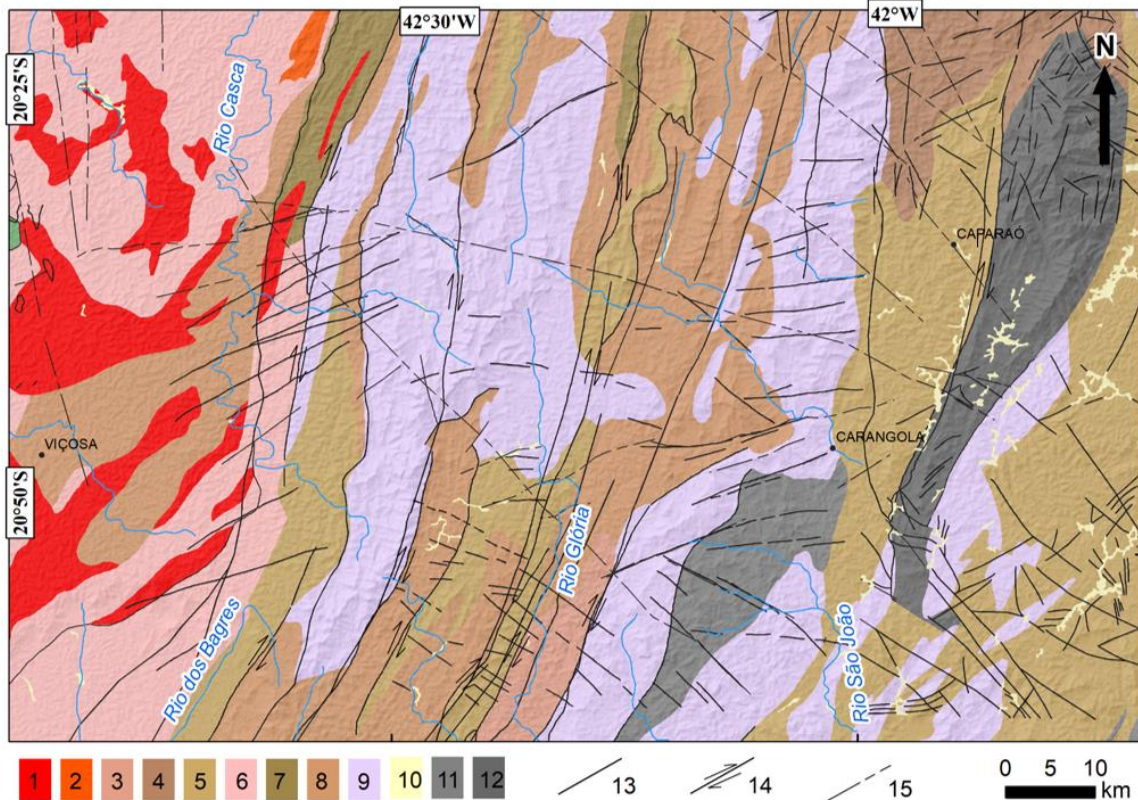 42°30'W
42°W
20°25'S
Rio Casca
N
CAPARAÓ
VIÇOSA
CARANGOLA
20°50'S
Rio Glória
Rio dos Bagres
Rio São João
1 2 3 4 5 6 7 8 9 10 11 12 13 14 15
0 5 10
km